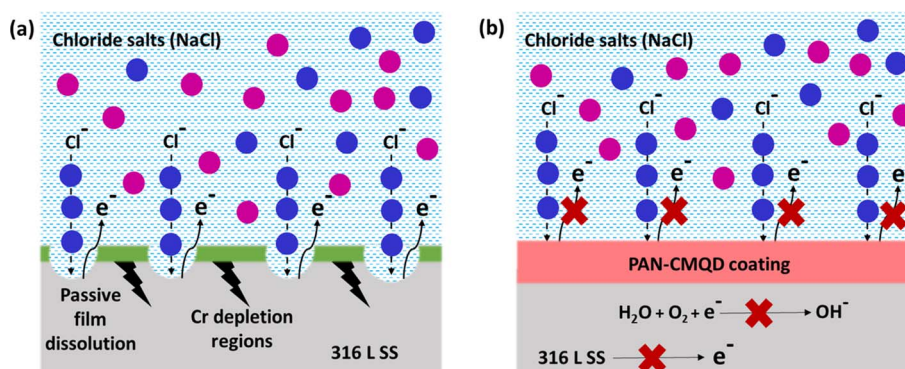 (a)
Chloride salts (NaCl)
Cl⁻ Cl⁻ Cl⁻ Cl⁻
e⁻ e⁻ e⁻ e⁻
Passive
film
dissolution
Cr depletion
regions
316 L SS
(b)
Chloride salts (NaCl)
Cl⁻ Cl⁻ Cl⁻ Cl⁻
e⁻ e⁻ e⁻ e⁻
PAN-CMQD coating
H₂O + O₂ + e⁻ → OH⁻
316 L SS → e⁻